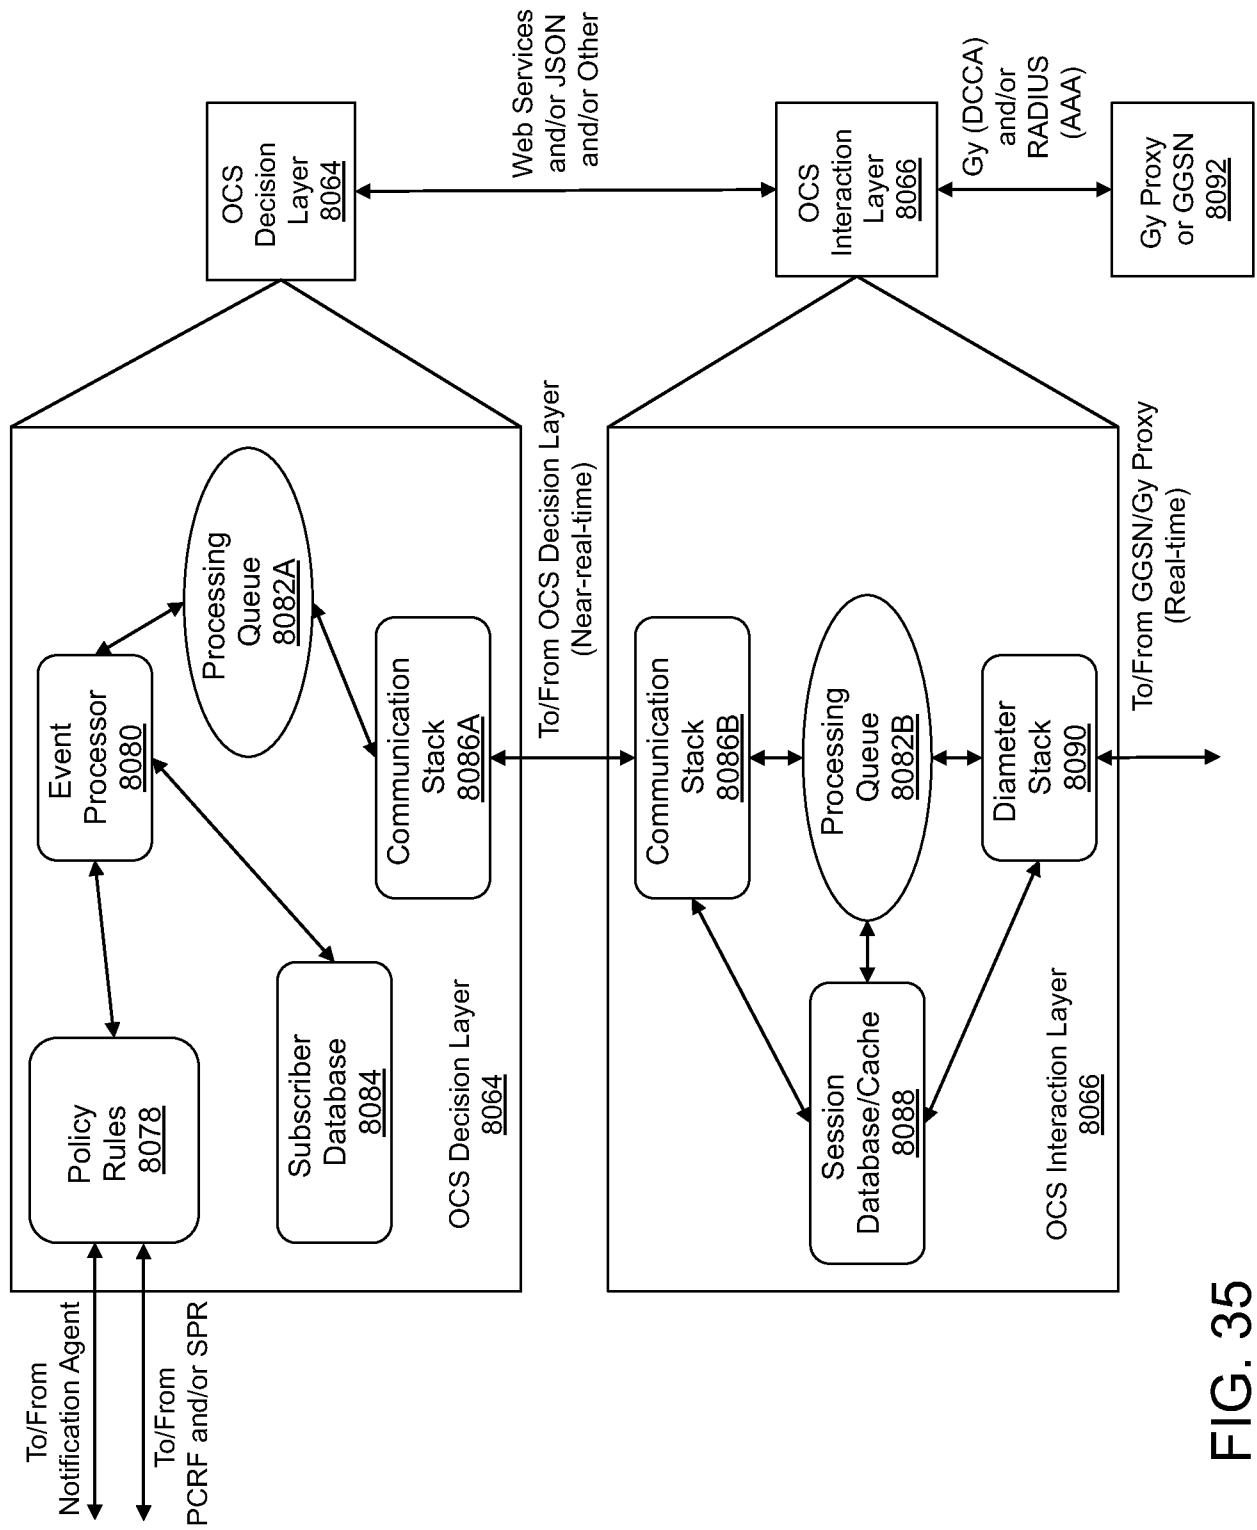 To/From
Notification Agent
To/From
PCRF and/or SPR
Policy
Rules
8078
Event
Processor
8080
Processing
Queue
8082A
Subscriber
Database
8084
Communication
Stack
8086A
OCS Decision Layer
8064
OCS
Decision
Layer
8064
To/From OCS Decision Layer
(Near-real-time)
Web Services
and/or JSON
and/or Other
Communication
Stack
8086B
Session
Database/Cache
8088
Processing
Queue
8082B
Diameter
Stack
8090
OCS Interaction Layer
8066
OCS
Interaction
Layer
8066
To/From GGSN/Gy Proxy
(Real-time)
Gy (DCCA)
and/or
RADIUS
(AAA)
Gy Proxy
or GGSN
8092
FIG. 35